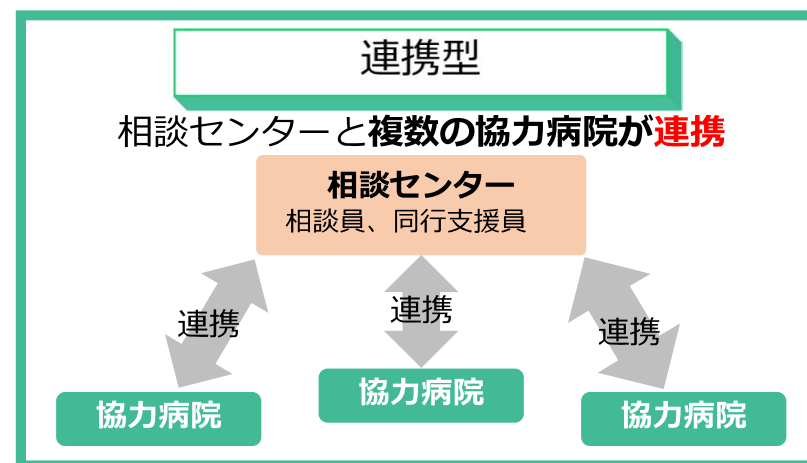 連携型
相談センターと複数の協力病院が連携
相談センター
相談員、同行支援員
連携
連携
連携
協力病院
協力病院
協力病院